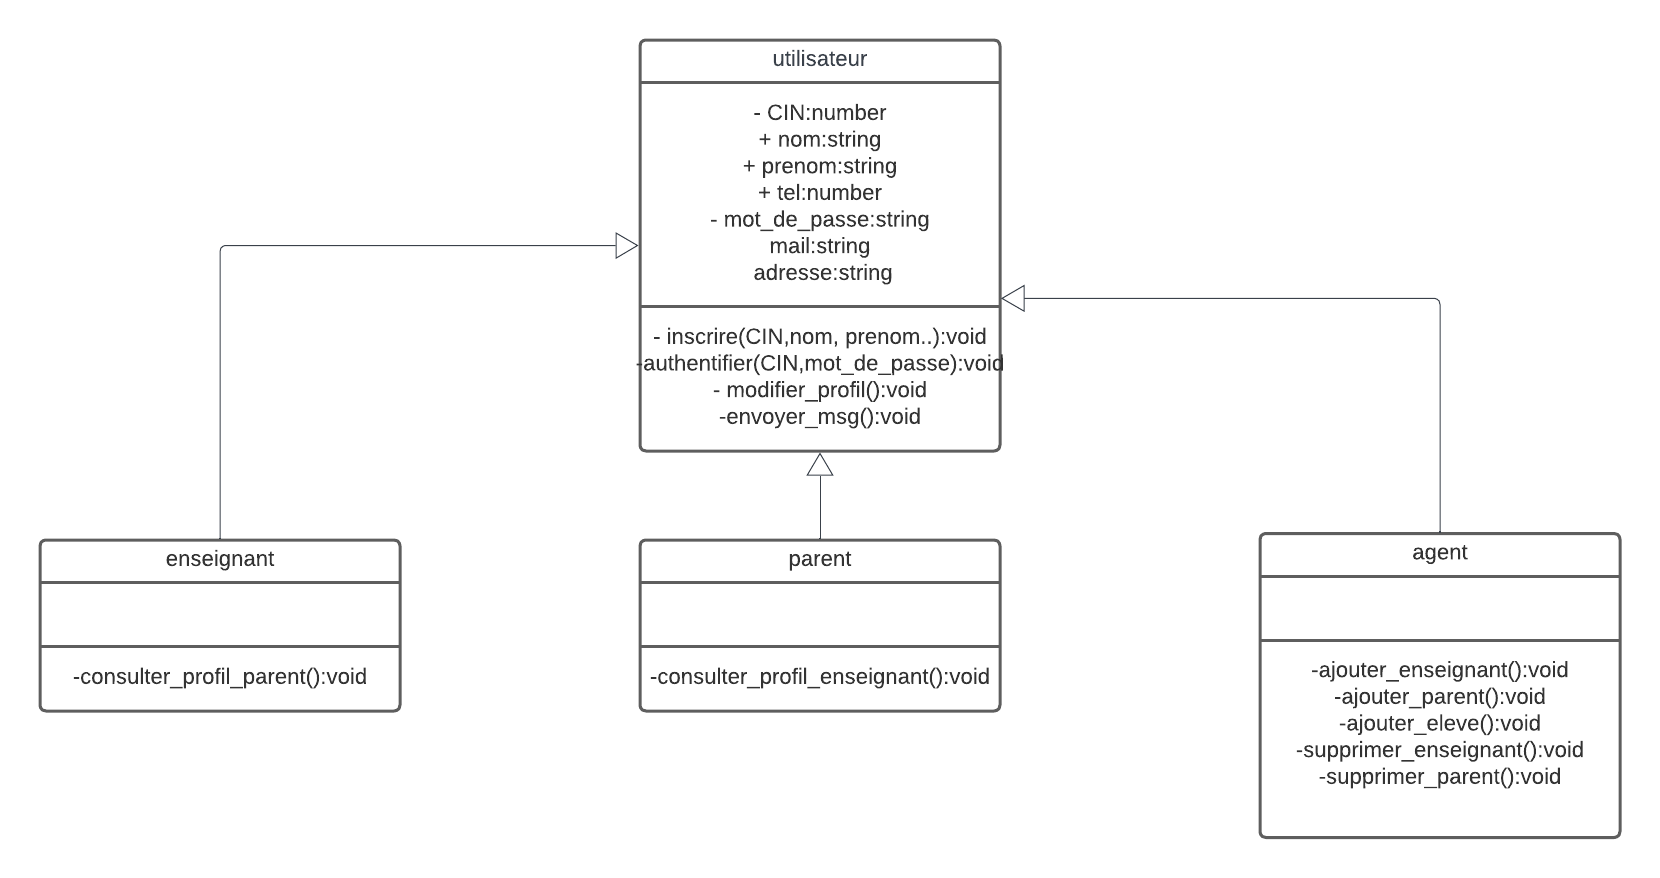 utilisateur
- CIN:number
+ nom:string
+ prenom:string
+ tel:number
- mot_de_passe:string
mail:string
adresse:string
- inscrire(CIN,nom, prenom..):void
-authentifier(CIN,mot_de_passe):void
- modifier_profil():void
-envoyer_msg():void
enseignant
-consulter_profil_parent():void
parent
-consulter_profil_enseignant():void
agent
-ajouter_enseignant():void
-ajouter_parent():void
-ajouter_eleve():void
-supprimer_enseignant():void
-supprimer_parent():void